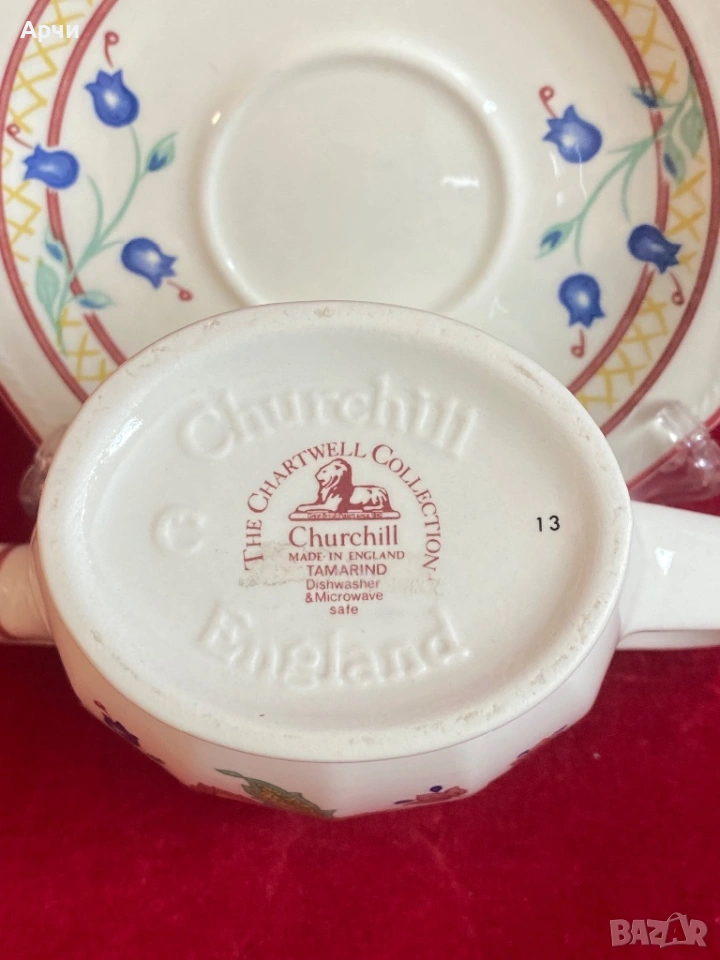 Арчи
Churchill
THE CHARTWELL COLLECTION
C
Churchill
13
MADE·IN ENGLAND
TAMARIND
Dishwasher
& Microwave
safe
England
BAZAR